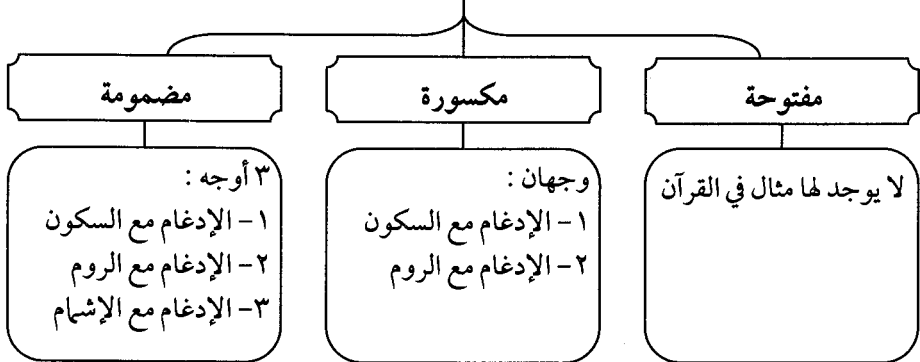 مفتوحة
لا يوجد لها مثال في القرآن
مكسورة
وجهان :
١- الإدغام مع السكون
٢- الإدغام مع الروم
مضمومة
٣ أوجه :
١- الإدغام مع السكون
٢- الإدغام مع الروم
٣- الإدغام مع الإشمام